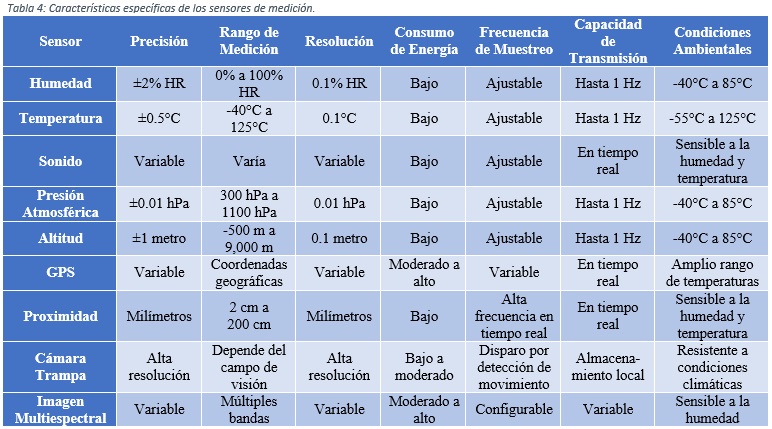 Tabla 4: Características específicas de los sensores de medición.
Sensor Precisión Rango de Medición Resolución Consumo de Energía Frecuencia de Muestreo Capacidad de Transmisión Condiciones Ambientales
Humedad ±2% HR 0% a 100% HR 0.1% HR Bajo Ajustable Hasta 1 Hz -40°C a 85°C
Temperatura ±0.5°C -40°C a 125°C 0.1°C Bajo Ajustable Hasta 1 Hz -55°C a 125°C
Sonido Variable Varía Variable Bajo Ajustable En tiempo real Sensible a la humedad y temperatura
Presión Atmosférica ±0.01 hPa 300 hPa a 1100 hPa 0.01 hPa Bajo Ajustable Hasta 1 Hz -40°C a 85°C
Altitud ±1 metro -500 m a 9,000 m 0.1 metro Bajo Ajustable Hasta 1 Hz -40°C a 85°C
GPS Variable Coordenadas geográficas Variable Moderado a alto Variable En tiempo real Amplio rango de temperaturas
Proximidad Milímetros 2 cm a 200 cm Milímetros Bajo Alta frecuencia en tiempo real En tiempo real Sensible a la humedad y temperatura
Cámara Trampa Alta resolución Depende del campo de visión Alta resolución Bajo a moderado Disparo por detección de movimiento Almacena-miento local Resistente a condiciones climáticas
Imagen Multiespectral Variable Múltiples bandas Variable Moderado a alto Configurable Variable Sensible a la humedad